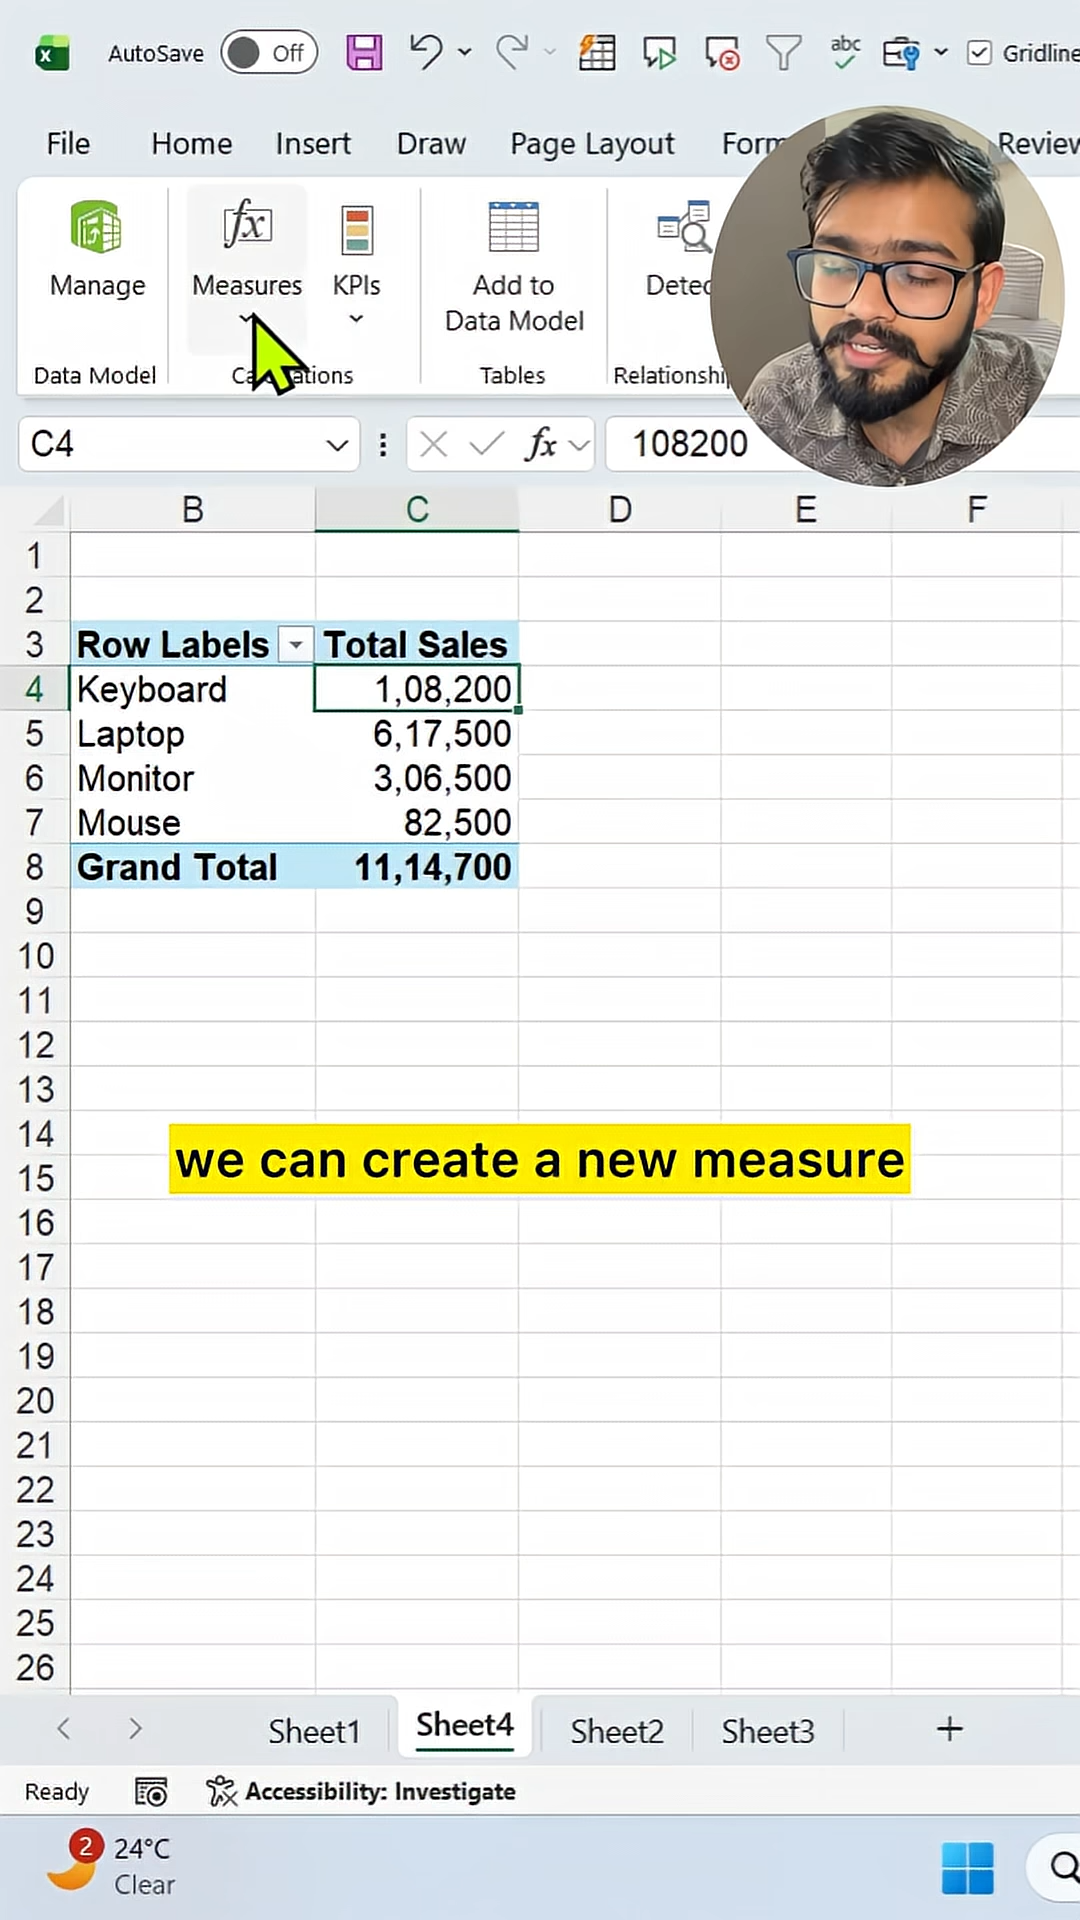 AutoSave Off abc Gridline
File Home Insert Draw Page Layout Form Review
Manage
Measures
KPIs
Add to
Data Model
Detec
Data Model
Tables
Relationshi
C4 fx 108200
B C D E F
1
2
3 Row Labels Total Sales
4 Keyboard 1,08,200
5 Laptop 6,17,500
6 Monitor 3,06,500
7 Mouse 82,500
8 Grand Total 11,14,700
9
10
11
12
13
14
we can create a new measure
15
16
17
18
19
20
21
22
23
24
25
26
Sheet1 Sheet4 Sheet2 Sheet3 +
Ready Accessibility: Investigate
2 24°C
Clear